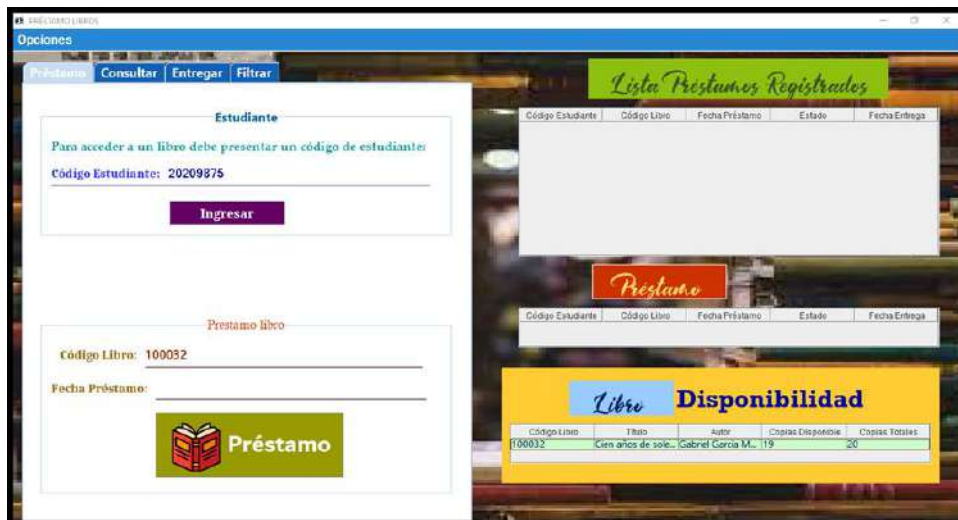 PRÉSTAMO LIBROS
Opciones
Préstamo Consultar Entregar Filtrar
Estudiante
Para acceder a un libro debe presentar un código de estudiante
Código Estudiante: 20209875
Ingresar
Prestamo libro
Código Libro: 100032
Fecha Préstamo:
Préstamo
Lista Préstamos Registrados
Código Estudiante Código Libro Fecha Préstamo Estado Fecha Entrega
Préstamo
Código Estudiante Código Libro Fecha Préstamo Estado Fecha Entrega
Libro Disponibilidad
Código Libro Título Autor Copias Disponible Copias Totales
100032 Cien años de sole... Gabriel Garcia M... 19 20